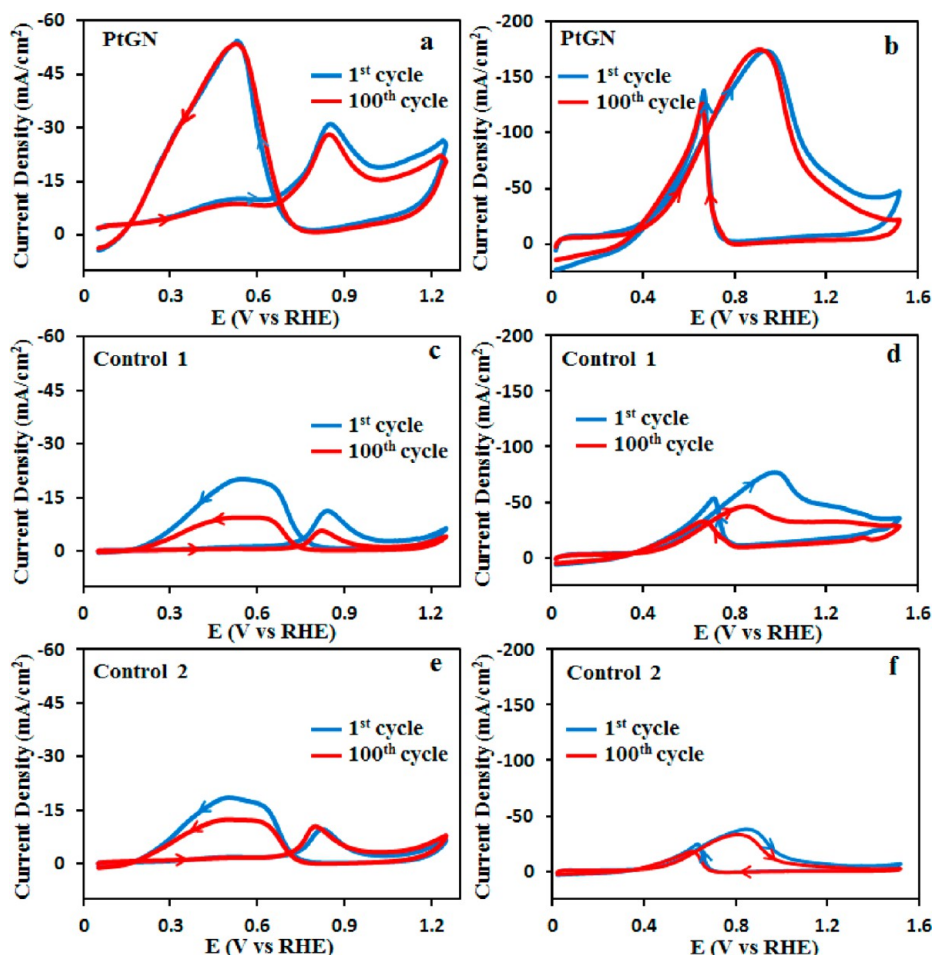 PtGN
a
1st cycle
100th cycle
Current Density (mA/cm2)
-60
-45
-30
-15
0
0 0.3 0.6 0.9 1.2
E (V vs RHE)
PtGN
b
1st cycle
100th cycle
Current Density (mA/cm2)
-200
-150
-100
-50
0
0 0.4 0.8 1.2 1.6
E (V vs RHE)
Control 1
c
1st cycle
100th cycle
Current Density (mA/cm2)
-60
-45
-30
-15
0
0 0.3 0.6 0.9 1.2
E (V vs RHE)
Control 1
d
1st cycle
100th cycle
Current Density (mA/cm2)
-200
-150
-100
-50
0
0 0.4 0.8 1.2 1.6
E (V vs RHE)
Control 2
e
1st cycle
100th cycle
Current Density (mA/cm2)
-60
-45
-30
-15
0
0 0.3 0.6 0.9 1.2
E (V vs RHE)
Control 2
f
1st cycle
100th cycle
Current Density (mA/cm2)
-200
-150
-100
-50
0
0 0.4 0.8 1.2 1.6
E (V vs RHE)